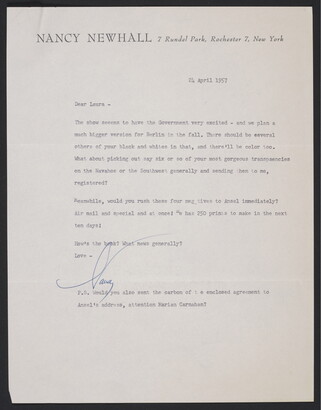 NANCY NEWHALL 7 Rundel Park, Rochester 7, New York
24 April 1957
Dear Laura -
The show seems to have the Government very excited - and we plan a
much bigger version for Berlin in the fall. There should be several
others of your black and whites in that, and there'll be color too.
What about picking out say six or so of your most gorgeous transparencies
on the Navahos or the Southwest generally and sending them to me,
registered?
Meanwhile, would you rush those four negatives to Ansel immediately?
Air mail and special and at once! He has 350 prints to make in the next
ten days!
How's the book? What news generally?
Love -
Nancy
P.S. Would you also send the carbon of the enclosed agreement to
Ansel's address, attention Marian Carnahan?